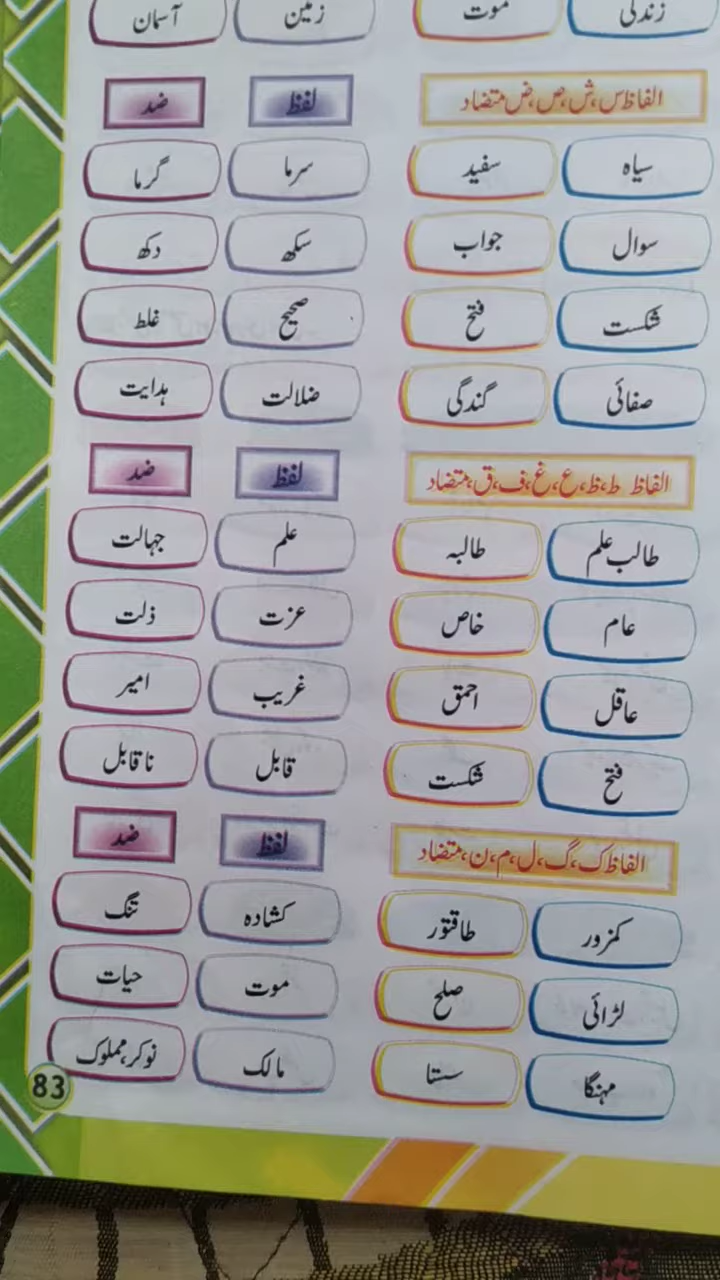 زندگی موت زمین آسمان
الفاظ س، ش، ص، ض، متضاد لفظ ضد
سیاہ سفید سرما گرما
سوال جواب سکھ دکھ
شکست فتح صحیح غلط
صفائی گندگی ضلالت ہدایت
الفاظ ط، ظ، ع، غ، ف، ق، متضاد لفظ ضد
طالب علم طالبہ علم جہالت
عام خاص عزت ذلت
عاقل احمق غریب امیر
فتح شکست قابل ناقابل
الفاظ ک، گ، ل، م، ن، متضاد لفظ ضد
کمزور طاقتور کشادہ تنگ
لڑائی صلح موت حیات
مہنگا سستا مالک نوکر، مملوک
83